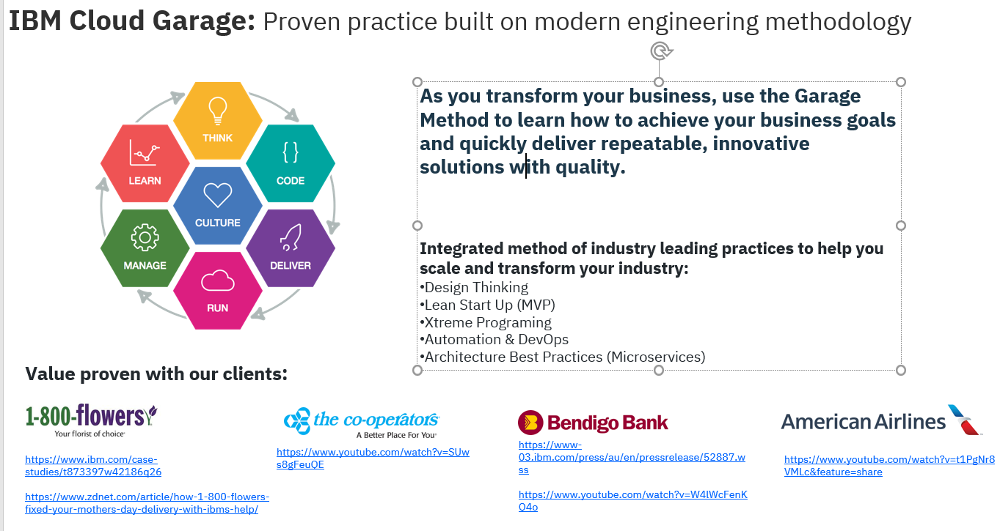 IBM Cloud Garage: Proven practice built on modern engineering methodology
THINK
LEARN
CODE
CULTURE
MANAGE
DELIVER
RUN
As you transform your business, use the Garage
Method to learn how to achieve your business goals
and quickly deliver repeatable, innovative
solutions with quality.
Integrated method of industry leading practices to help you
scale and transform your industry:
•Design Thinking
•Lean Start Up (MVP)
•Xtreme Programing
•Automation & DevOps
•Architecture Best Practices (Microservices)
Value proven with our clients:
1-800-flowers
Your florist of choice
https://www.ibm.com/case-
studies/t873397w42186q26
https://www.zdnet.com/article/how-1-800-flowers-
fixed-your-mothers-day-delivery-with-ibms-help/
the co-operators
A Better Place For You
https://www.youtube.com/watch?v=SUw
s8gFeuOE
Bendigo Bank
https://www-
03.ibm.com/press/au/en/pressrelease/52887.w
ss
https://www.youtube.com/watch?v=W4lWcFenK
Q4o
American Airlines
https://www.youtube.com/watch?v=t1PgNr8
VMLc&feature=share